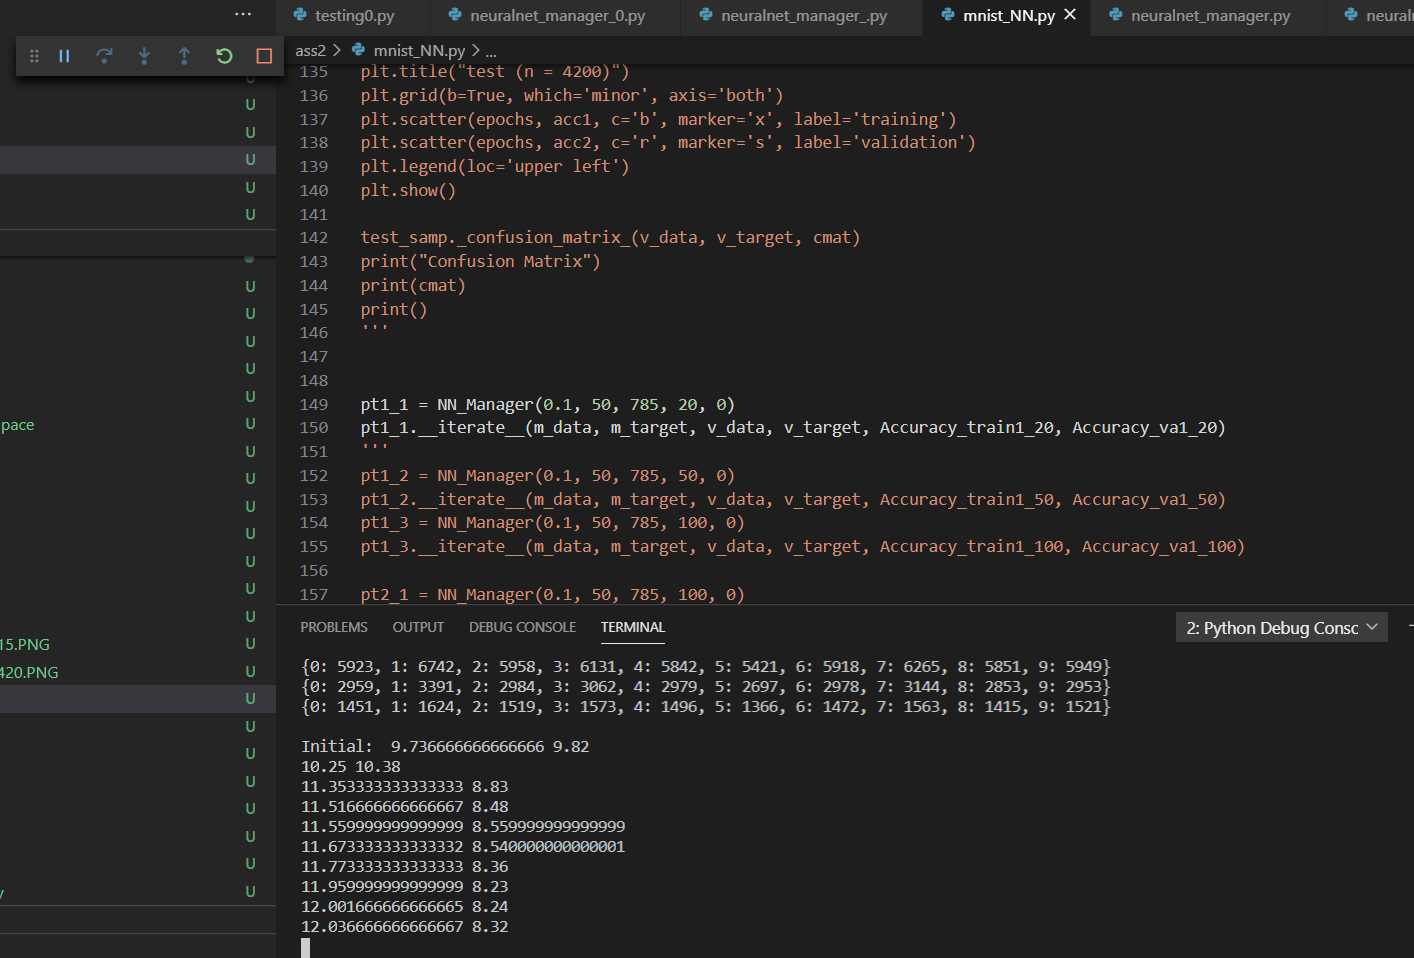 ···
testing0.py
neuralnet_manager_0.py
neuralnet_manager_.py
mnist_NN.py
neuralnet_manager.py
neural
ass2 > mnist_NN.py > ...
135 plt.title("test (n = 4200)")
136 plt.grid(b=True, which='minor', axis='both')
137 plt.scatter(epochs, acc1, c='b', marker='x', label='training')
138 plt.scatter(epochs, acc2, c='r', marker='s', label='validation')
139 plt.legend(loc='upper left')
140 plt.show()
141
142 test_samp._confusion_matrix_(v_data, v_target, cmat)
143 print("Confusion Matrix")
144 print(cmat)
145 print()
146 '''
147
148
149 pt1_1 = NN_Manager(0.1, 50, 785, 20, 0)
150 pt1_1.__iterate__(m_data, m_target, v_data, v_target, Accuracy_train1_20, Accuracy_va1_20)
151 '''
152 pt1_2 = NN_Manager(0.1, 50, 785, 50, 0)
153 pt1_2.__iterate__(m_data, m_target, v_data, v_target, Accuracy_train1_50, Accuracy_va1_50)
154 pt1_3 = NN_Manager(0.1, 50, 785, 100, 0)
155 pt1_3.__iterate__(m_data, m_target, v_data, v_target, Accuracy_train1_100, Accuracy_va1_100)
156
157 pt2_1 = NN_Manager(0.1, 50, 785, 100, 0)
U
U
U
U
U
U
U
U
U
U
pace U
U
U
U
U
U
U
U
15.PNG U
420.PNG U
U
U
U
U
U
U
U
y U
PROBLEMS OUTPUT DEBUG CONSOLE TERMINAL
2: Python Debug Consc
{0: 5923, 1: 6742, 2: 5958, 3: 6131, 4: 5842, 5: 5421, 6: 5918, 7: 6265, 8: 5851, 9: 5949}
{0: 2959, 1: 3391, 2: 2984, 3: 3062, 4: 2979, 5: 2697, 6: 2978, 7: 3144, 8: 2853, 9: 2953}
{0: 1451, 1: 1624, 2: 1519, 3: 1573, 4: 1496, 5: 1366, 6: 1472, 7: 1563, 8: 1415, 9: 1521}
Initial:  9.736666666666666 9.82
10.25 10.38
11.353333333333333 8.83
11.516666666666667 8.48
11.559999999999999 8.559999999999999
11.673333333333332 8.540000000000001
11.773333333333333 8.36
11.959999999999999 8.23
12.001666666666665 8.24
12.036666666666667 8.32